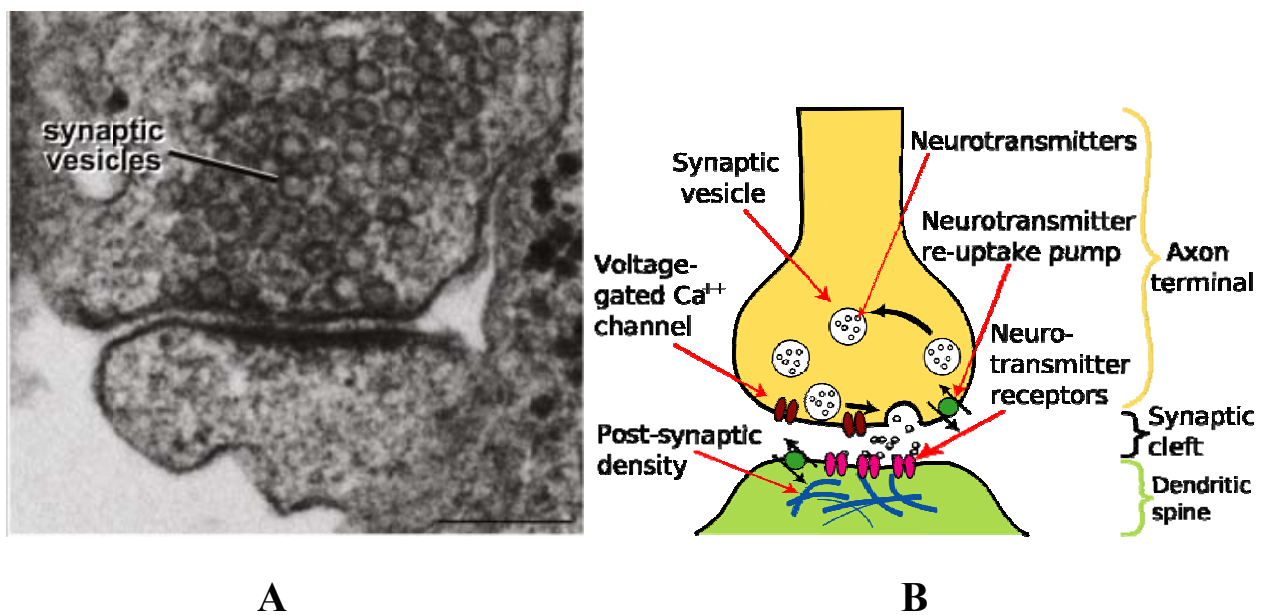 synaptic
vesicles
Synaptic
vesicle
Neurotransmitters
Neurotransmitter
re-uptake pump
Axon
terminal
Voltage-
gated Ca++
channel
Neuro-
transmitter
receptors
Post-synaptic
density
Synaptic
cleft
Dendritic
spine
A
B